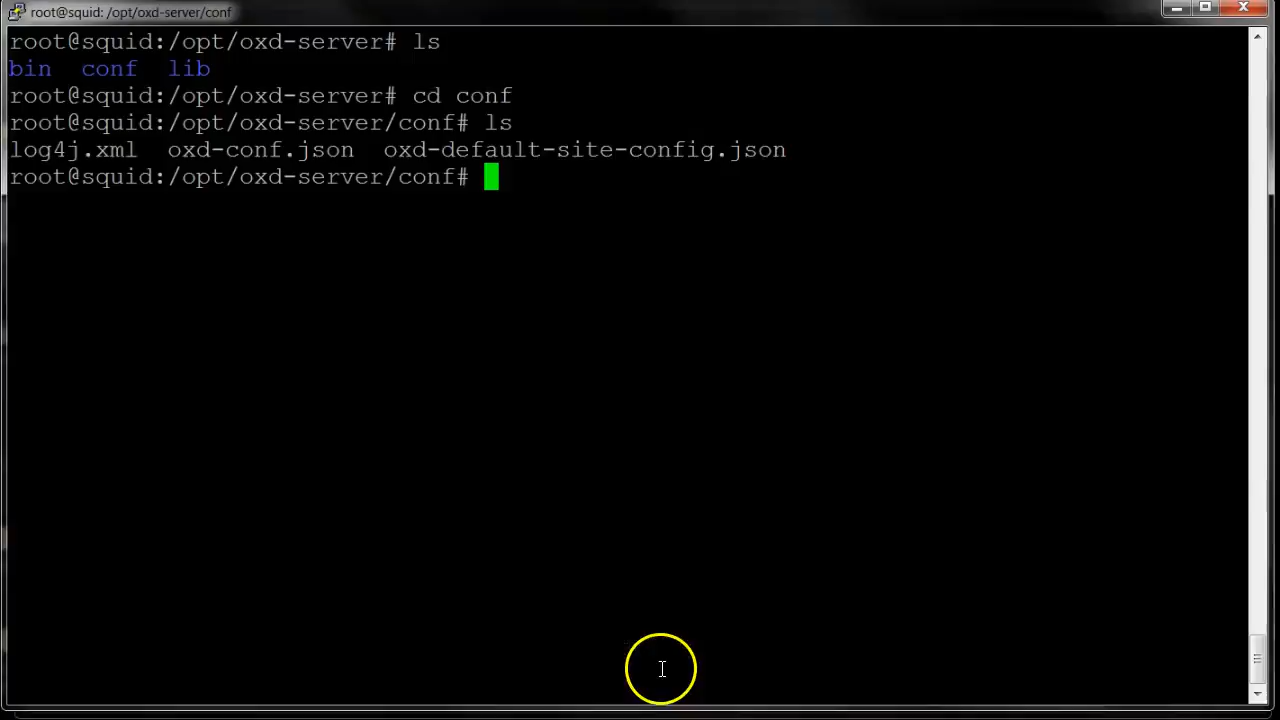 root@squid: /opt/oxd-server/conf
root@squid:/opt/oxd-server# ls
bin  conf  lib
root@squid:/opt/oxd-server# cd conf
root@squid:/opt/oxd-server/conf# ls
log4j.xml  oxd-conf.json  oxd-default-site-config.json
root@squid:/opt/oxd-server/conf#